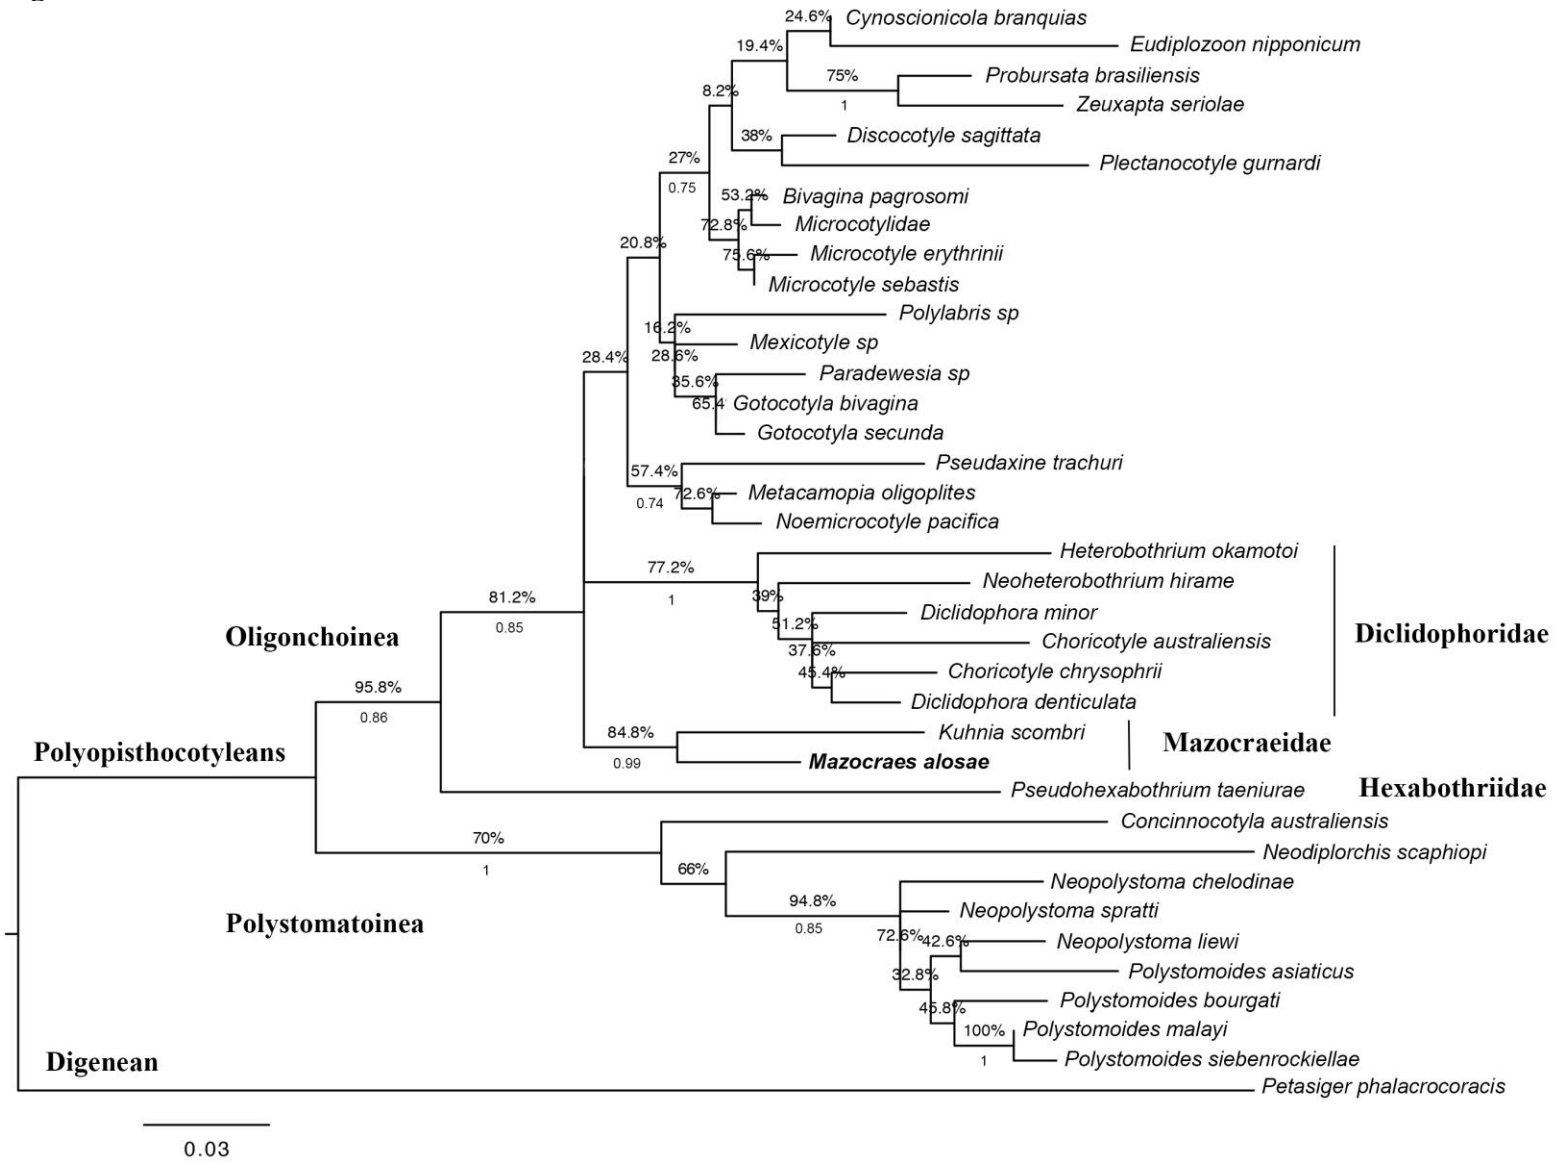 24.6% Cynoscionicola branquias
19.4% Eudiplozoon nipponicum
75% Probursata brasiliensis
8.2% 1 Zeuxapta seriolae
38% Discocotyle sagittata
27% Plectanocotyle gurnardi
0.75 53.2% Bivagina pagrosomi
72.8% Microcotylidae
20.8% 75.6% Microcotyle erythrinii
Microcotyle sebastis
Polylabris sp
16.2% Mexicotyle sp
28.4% 28.6%
35.6% Paradewesia sp
65.4 Gotocotyla bivagina
Gotocotyla secunda
57.4% Pseudaxine trachuri
0.74 72.6% Metacamopia oligoplites
Noemicrocotyle pacifica
77.2% Heterobothrium okamotoi
1 39% Neoheterobothrium hirame
81.2% 51.2% Diclidophora minor
0.85
Oligonchoinea 37.6% Choricotyle australiensis Diclidophoridae
45.4% Choricotyle chrysophrii
95.8% Diclidophora denticulata
0.86
84.8% Kuhnia scombri
Polyopisthocotyleans Mazocraeidae
0.99 Mazocraes alosae
Pseudohexabothrium taeniurae Hexabothriidae
70% Concinnocotyla australiensis
1 66% Neodiplorchis scaphiopi
94.8% Neopolystoma chelodinae
Polystomatoinea 0.85 Neopolystoma spratti
72.6% 42.6% Neopolystoma liewi
32.8% Polystomoides asiaticus
45.8% Polystomoides bourgati
100% Polystomoides malayi
Digenean 1 Polystomoides siebenrockiellae
Petasiger phalacrocoracis
0.03